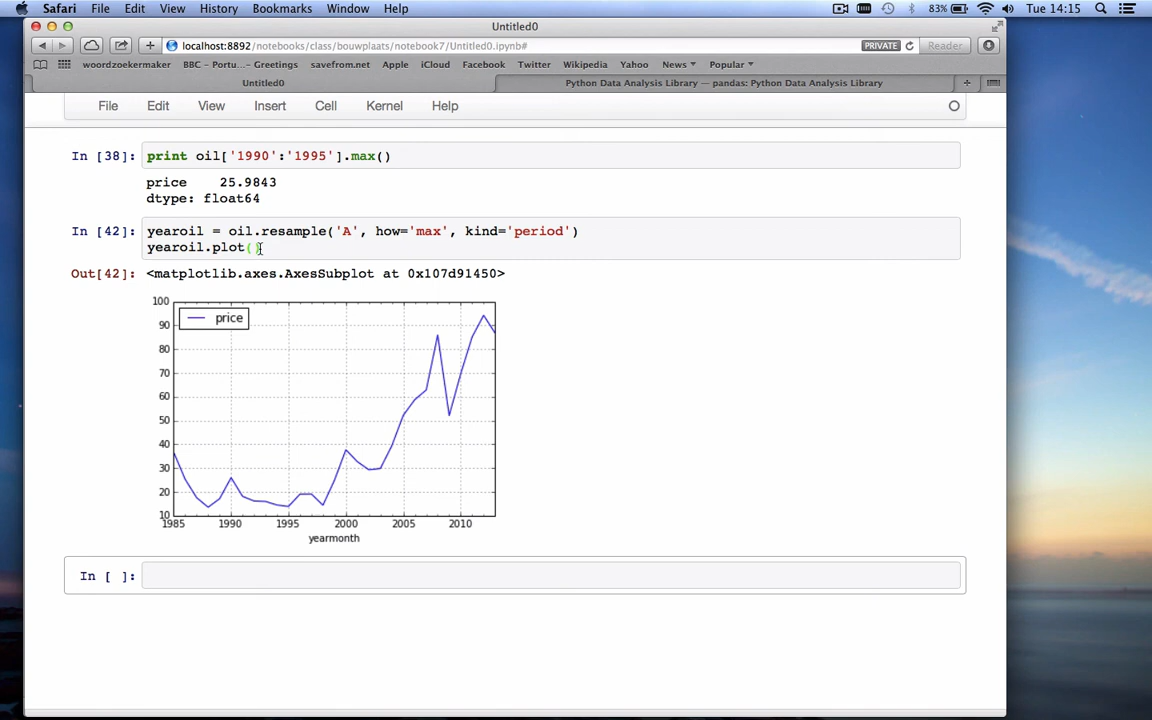 Safari File Edit View History Bookmarks Window Help 83% Tue 14:15
Untitled0
localhost:8892/notebooks/class/bouwplaats/notebook7/Untitled0.ipynb# PRIVATE Reader
woordzoekermaker BBC – Portu...– Greetings savefrom.net Apple iCloud Facebook Twitter Wikipedia Yahoo News Popular
Untitled0 Python Data Analysis Library — pandas: Python Data Analysis Library
File Edit View Insert Cell Kernel Help
In [38]: print oil['1990':'1995'].max()
price 25.9843
dtype: float64
In [42]: yearoil = oil.resample('A', how='max', kind='period')
yearoil.plot()
Out[42]: <matplotlib.axes.AxesSubplot at 0x107d91450>
100
price
90
80
70
60
50
40
30
20
10
1985 1990 1995 2000 2005 2010
yearmonth
In [ ]: